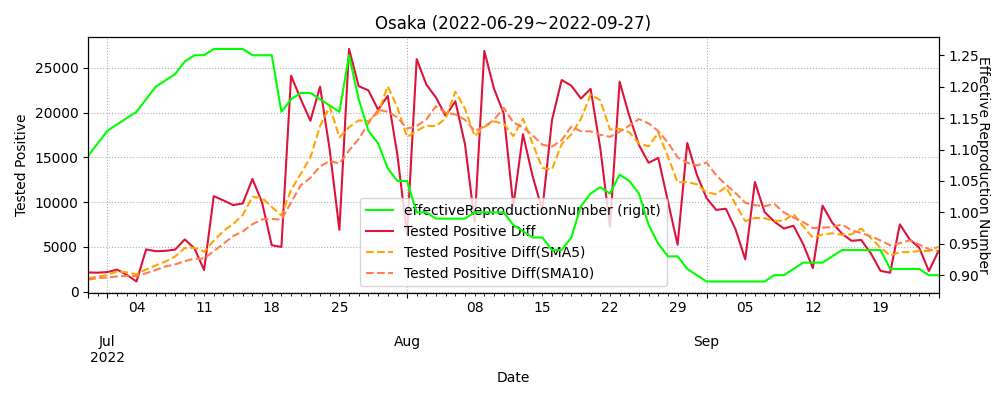 Osaka (2022-06-29~2022-09-27)
Tested Positive
25000
20000
15000
10000
5000
0
1.25
1.20
1.15
1.10
1.05
1.00
0.95
0.90
Effective Reproduction Number
effectiveReproductionNumber (right)
Tested Positive Diff
Tested Positive Diff(SMA5)
Tested Positive Diff(SMA10)
04 11 18 25 08 15 22 29 05 12 19
Jul Aug Sep
2022
Date